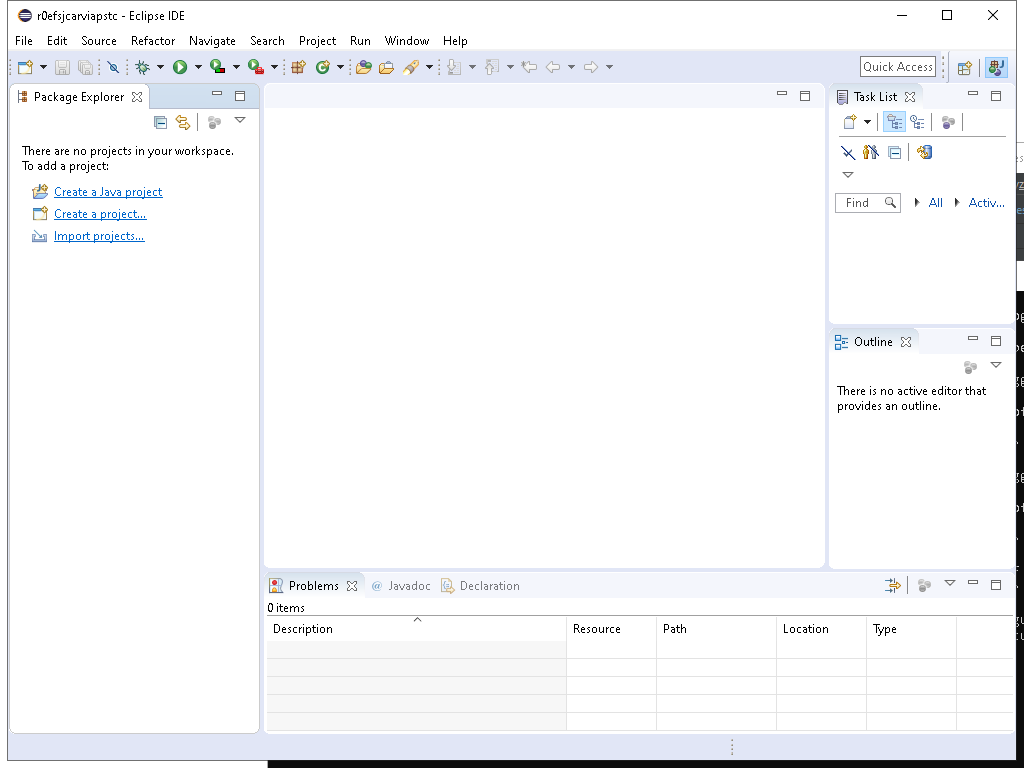 r0efsjcarviapstc - Eclipse IDE
File Edit Source Refactor Navigate Search Project Run Window Help
Quick Access
Package Explorer
There are no projects in your workspace.
To add a project:
Create a Java project
Create a project...
Import projects...
Task List
Find All Activ...
Outline
There is no active editor that
provides an outline.
Problems @ Javadoc Declaration
0 items
Description Resource Path Location Type